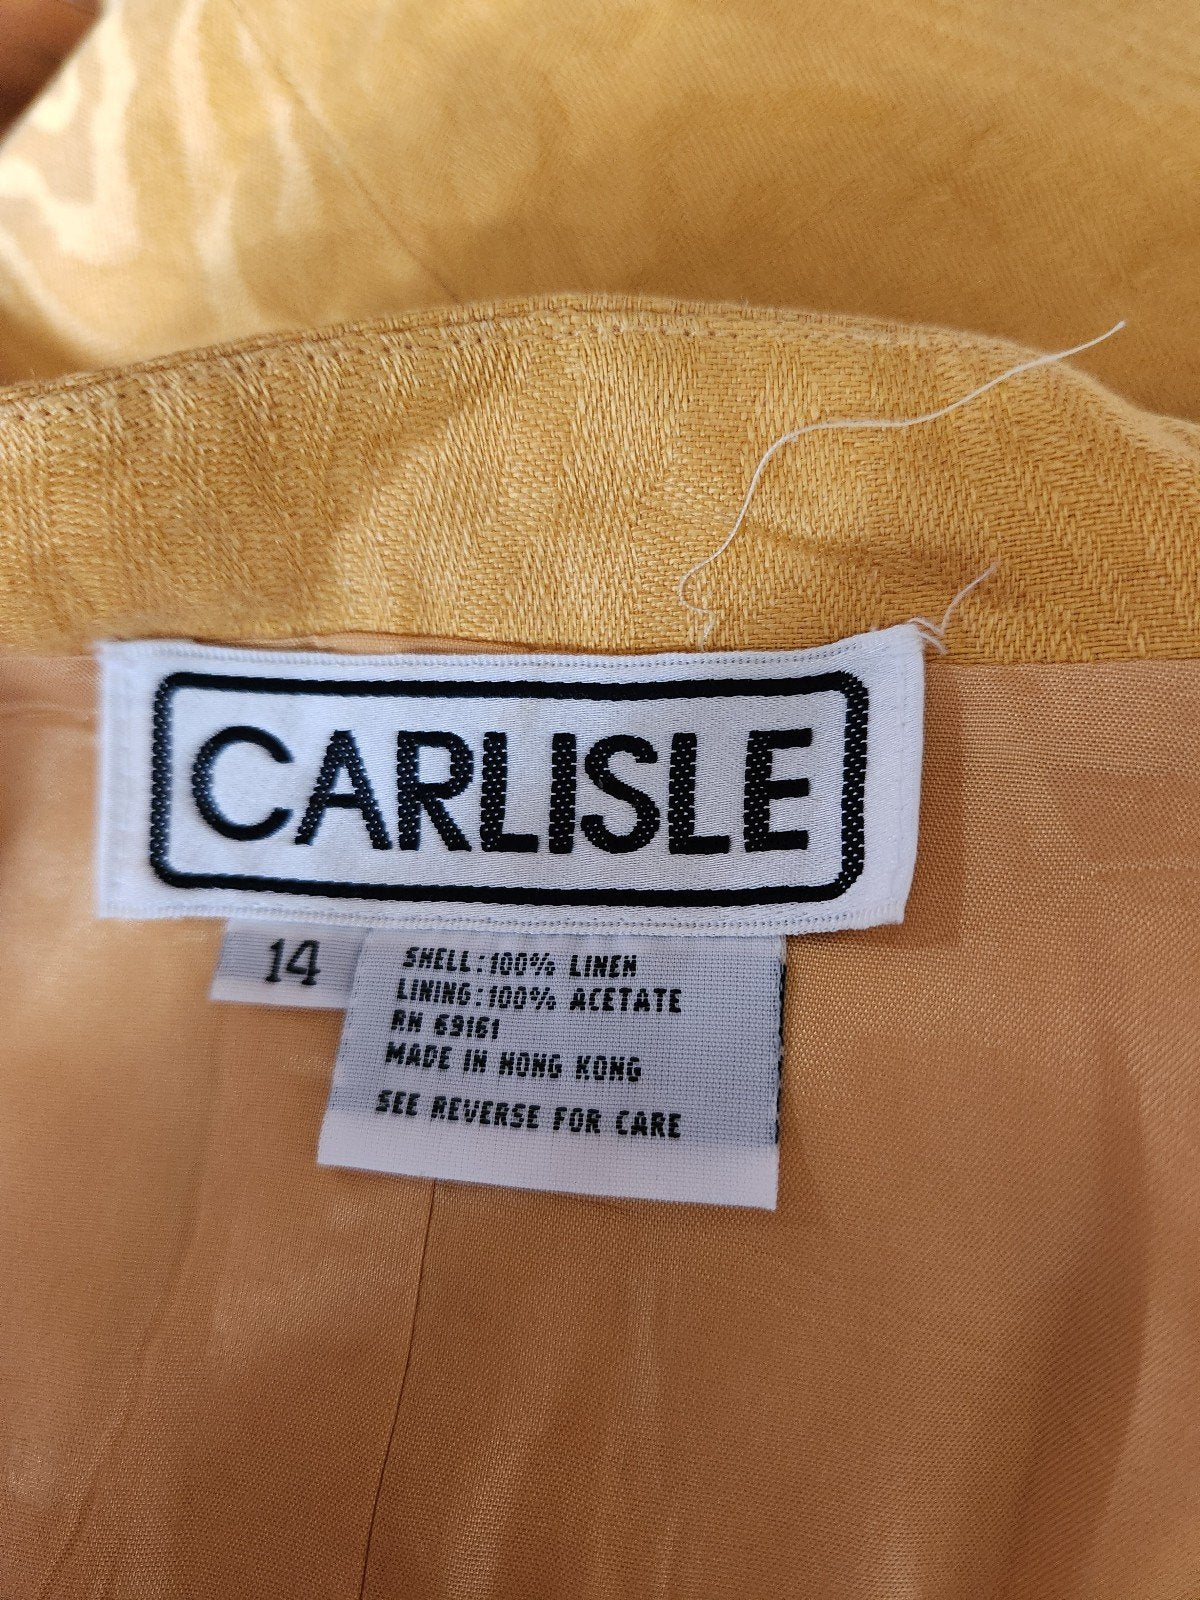 CARLISLE
14
SHELL:100% LINEN
LINING:100% ACETATE
RN 69161
MADE IN HONG KONG
SEE REVERSE FOR CARE